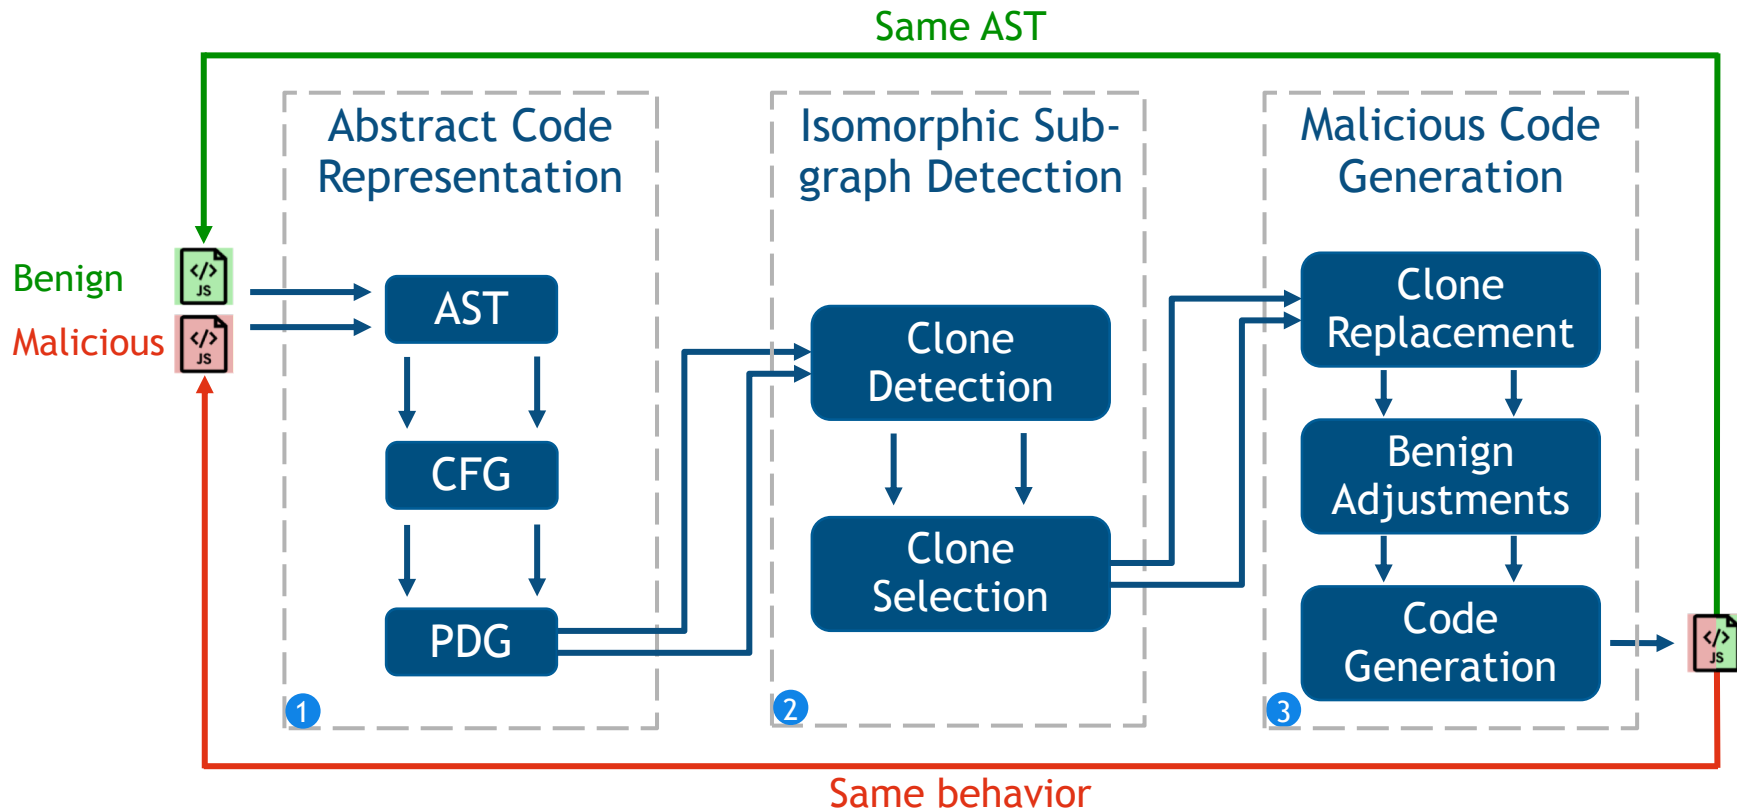 Same AST
Abstract Code
Representation
Isomorphic Sub-
graph Detection
Malicious Code
Generation
Benign
</>
JS
Malicious
</>
JS
AST
CFG
PDG
1
Clone
Detection
Clone
Selection
2
Clone
Replacement
Benign
Adjustments
Code
Generation
3
</>
JS
Same behavior